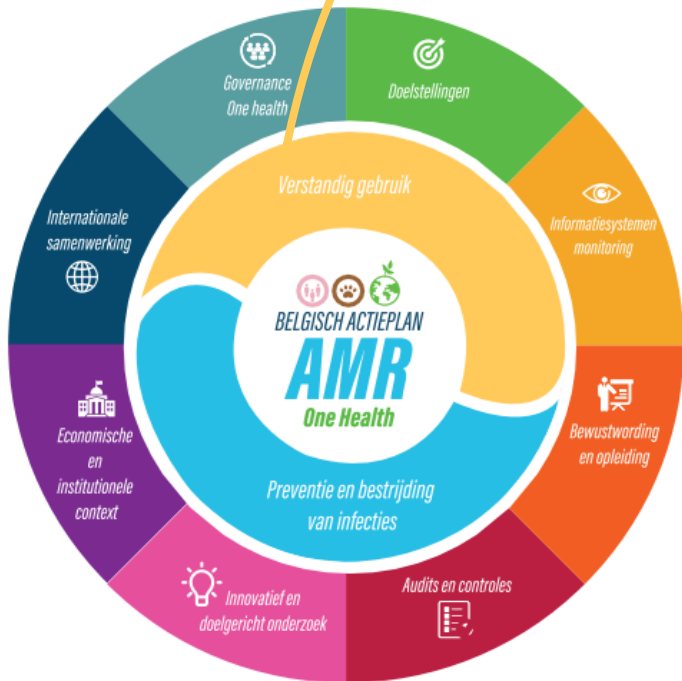 Governance
One health
Doelstellingen
Informatiesystemen
monitoring
Bewustwording
en opleiding
Audits en controles
Innovatief en
doelgericht onderzoek
Economische
en
institutionele
context
Internationale
samenwerking
Verstandig gebruik
BELGISCH ACTIEPLAN
AMR
One Health
Preventie en bestrijding
van infecties